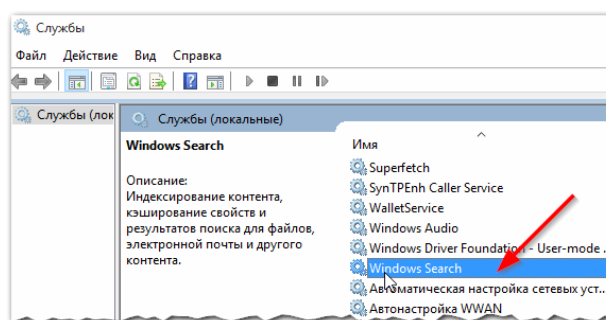 Службы
Файл Действие Вид Справка
Службы (лок
Службы (локальные)
Windows Search
Описание:
Индексирование контента,
кэширование свойств и
результатов поиска для файлов,
электронной почты и другого
контента.
Имя
Superfetch
SynTPEnh Caller Service
WalletService
Windows Audio
Windows Driver Foundation - User-mode .
Windows Search
Автоматическая настройка сетевых уст...
Автонастройка WWAN